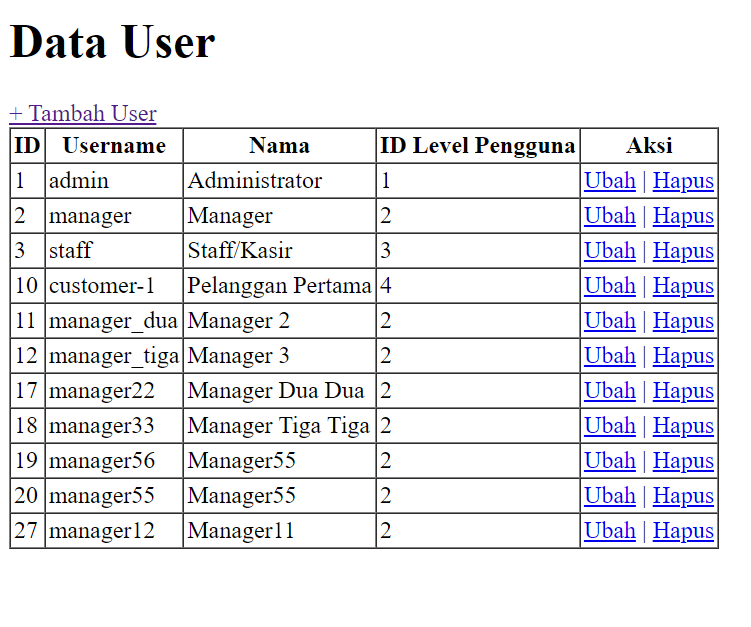 Data User
+ Tambah User
ID Username Nama ID Level Pengguna Aksi
1 admin Administrator 1 Ubah | Hapus
2 manager Manager 2 Ubah | Hapus
3 staff Staff/Kasir 3 Ubah | Hapus
10 customer-1 Pelanggan Pertama 4 Ubah | Hapus
11 manager_dua Manager 2 2 Ubah | Hapus
12 manager_tiga Manager 3 2 Ubah | Hapus
17 manager22 Manager Dua Dua 2 Ubah | Hapus
18 manager33 Manager Tiga Tiga 2 Ubah | Hapus
19 manager56 Manager55 2 Ubah | Hapus
20 manager55 Manager55 2 Ubah | Hapus
27 manager12 Manager11 2 Ubah | Hapus